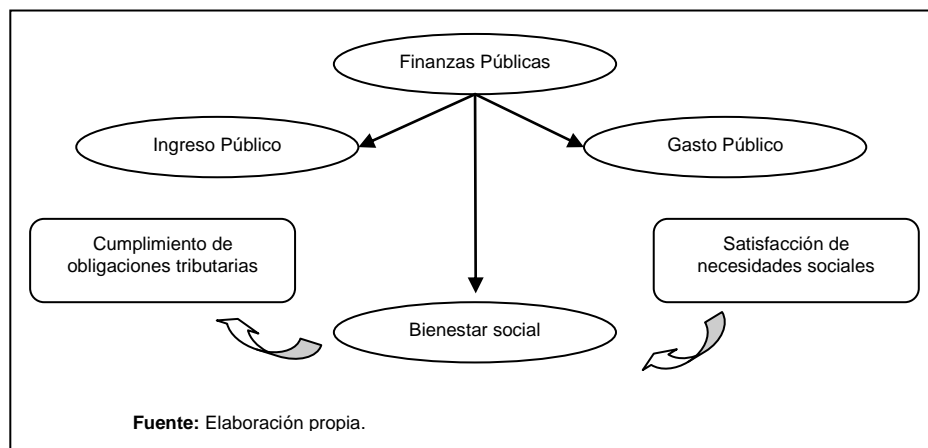 Finanzas Públicas
Ingreso Público
Gasto Público
Cumplimiento de
obligaciones tributarias
Satisfacción de
necesidades sociales
Bienestar social
Fuente: Elaboración propia.